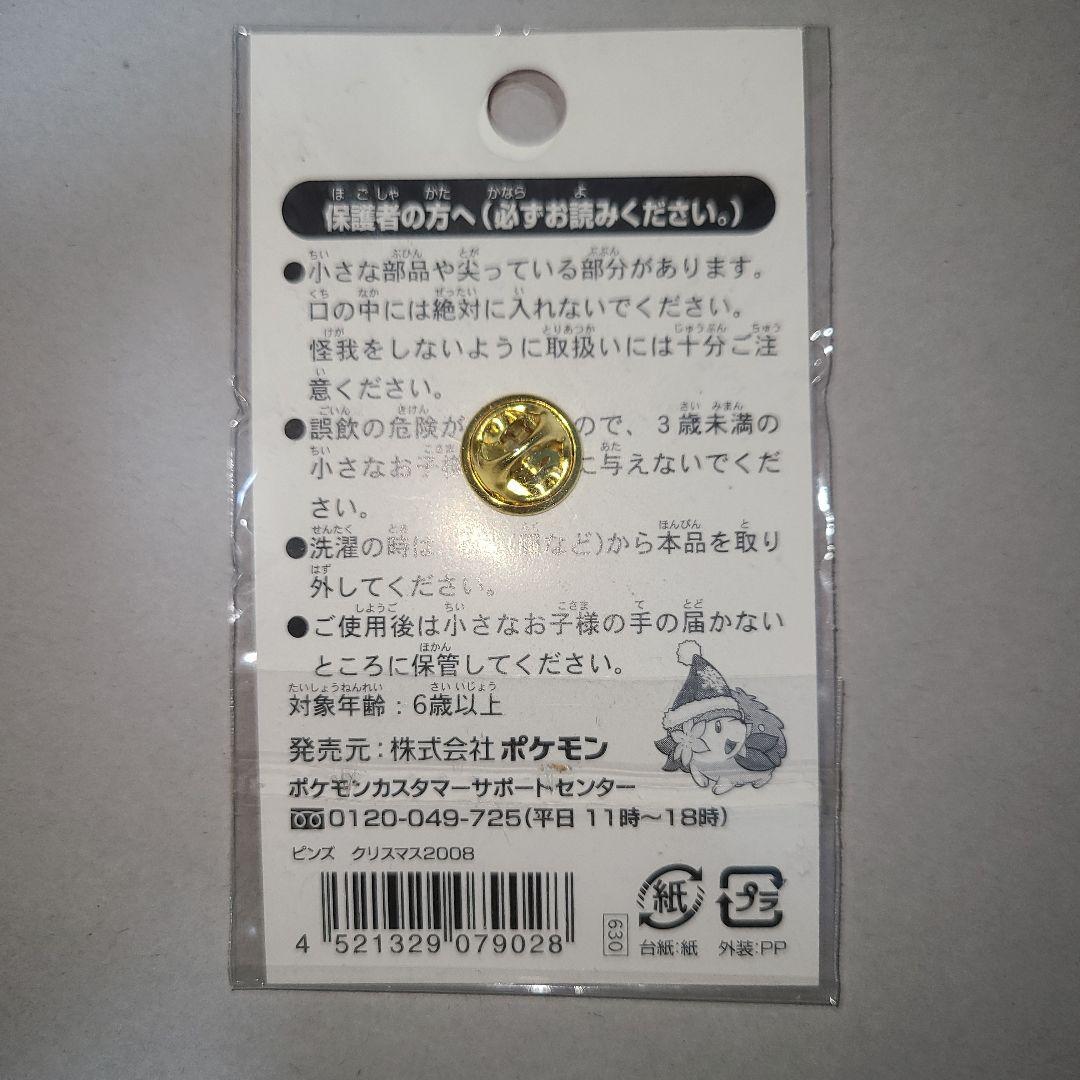 保護者の方へ(必ずお読みください。)
●小さな部品や尖っている部分があります。
口の中には絶対に入れないでください。
怪我をしないように取扱いには十分ご注
意ください。
●誤飲の危険が ので、3歳未満の
小さなお子様 に与えないでくだ
さい。
●洗濯の時は など)から本品を取り
外してください。
●ご使用後は小さなお子様の手の届かない
ところに保管してください。
対象年齢:6歳以上
発売元:株式会社 ポケモン
ポケモンカスタマーサポートセンター
0120-049-725(平日 11時~18時)
ピンズ クリスマス2008
4 521329 079028
630
紙
台紙:紙
プラ
外装:PP